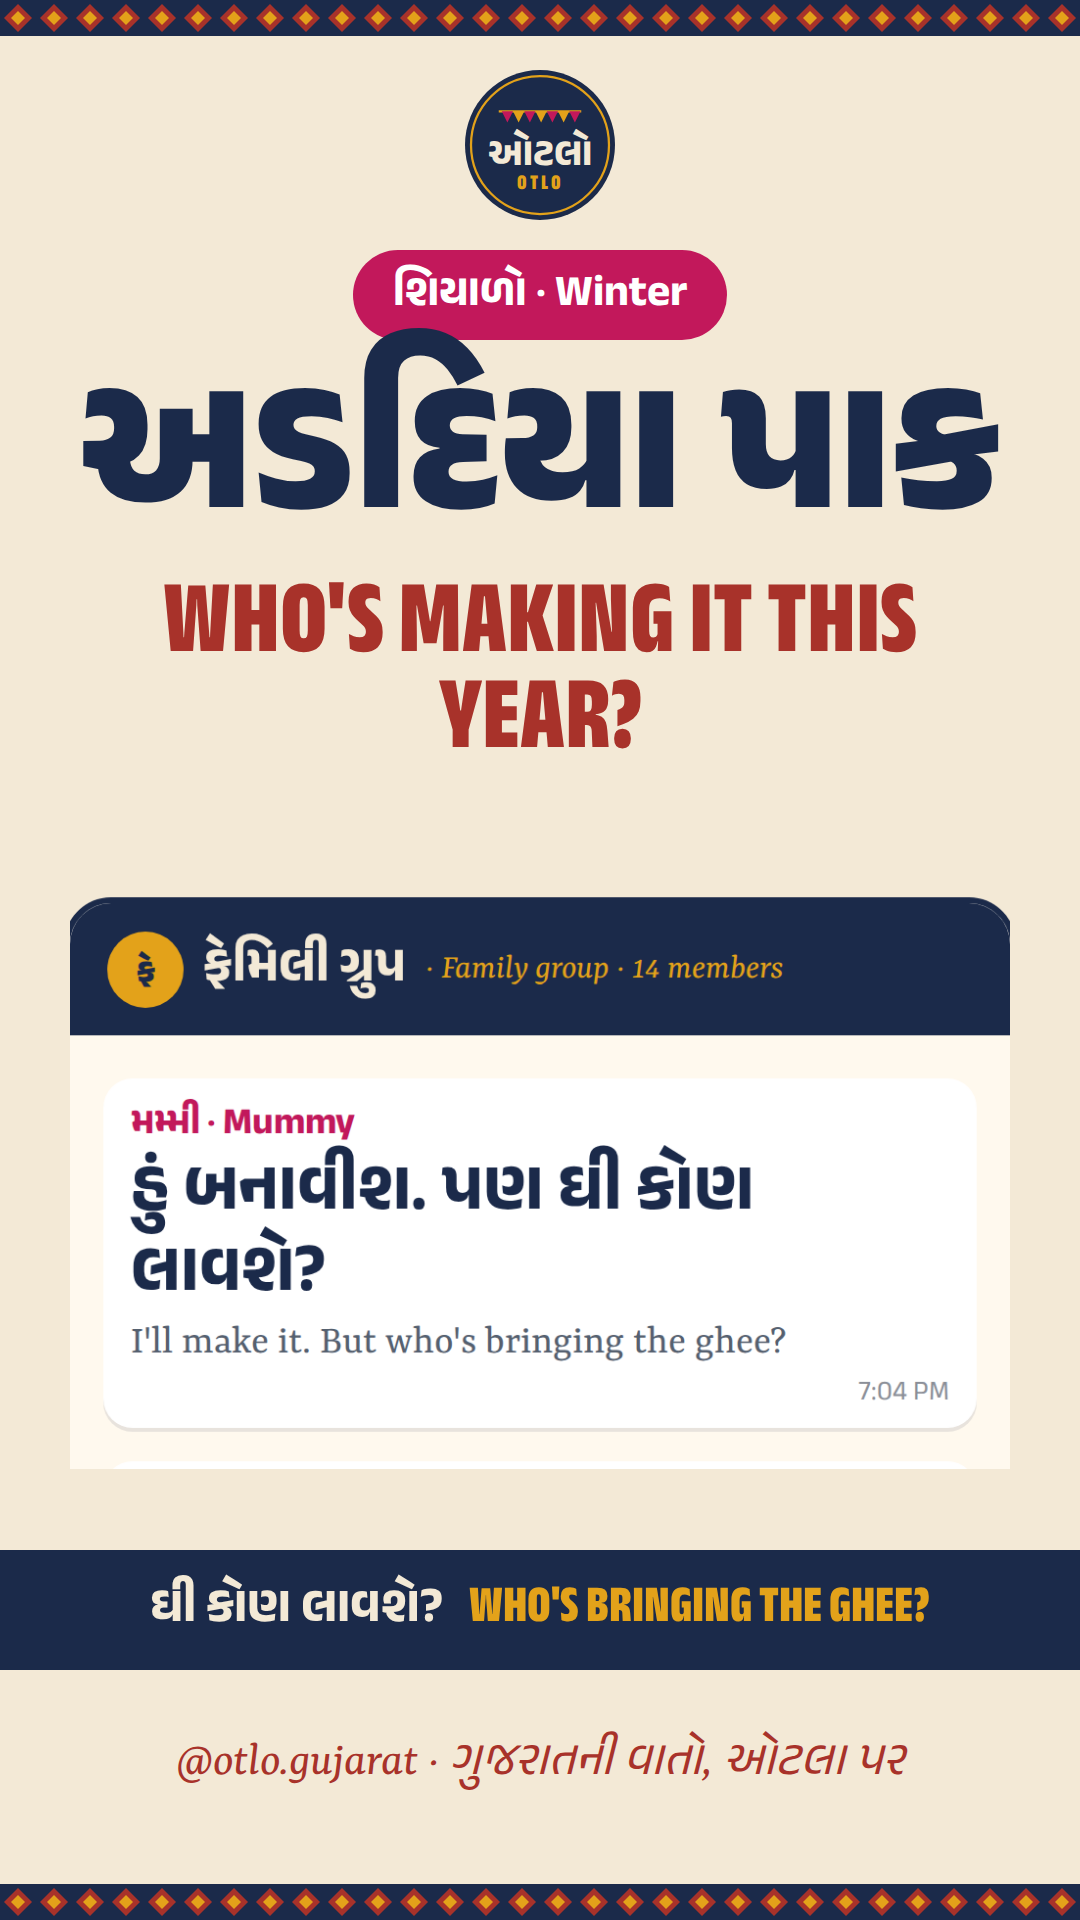 ઓટલો
OTLO
શિયાળો · Winter
અડદિયા પાક
WHO'S MAKING IT THIS
YEAR?
ફે
ફેમિલી ગ્રુપ · Family group · 14 members
મમ્મી · Mummy
હું બનાવીશ. પણ ઘી કોણ
લાવશે?
I'll make it. But who's bringing the ghee?
7:04 PM
ઘી કોણ લાવશે? WHO'S BRINGING THE GHEE?
@otlo.gujarat · ગુજરાતની વાતો, ઓટલા પર